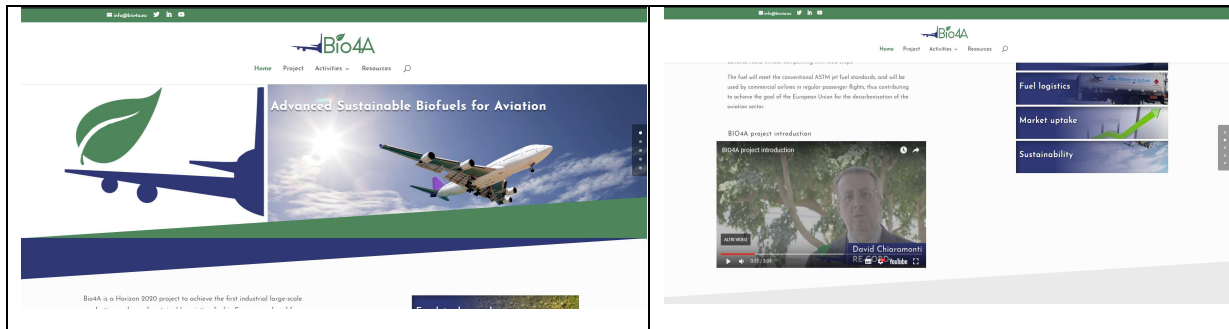 info@bio4a.eu
Bio4A
Home Project Activities Resources
Advanced Sustainable Biofuels for Aviation
Bio4A is a Horizon 2020 project to achieve the first industrial large-scale
info@bio4a.eu
Bio4A
Home Project Activities Resources
The fuel will meet the conventional ASTM jet fuel standards, and will be
used by commercial airlines in regular passenger flights, thus contributing
to achieve the goal of the European Union for the decarbonization of the
aviation sector.
BIO4A project introduction
BIO4A project introduction
ALTRI VIDEO
David Chiaramonti
RE-CORD
YouTube
Fuel logistics
Market uptake
Sustainability